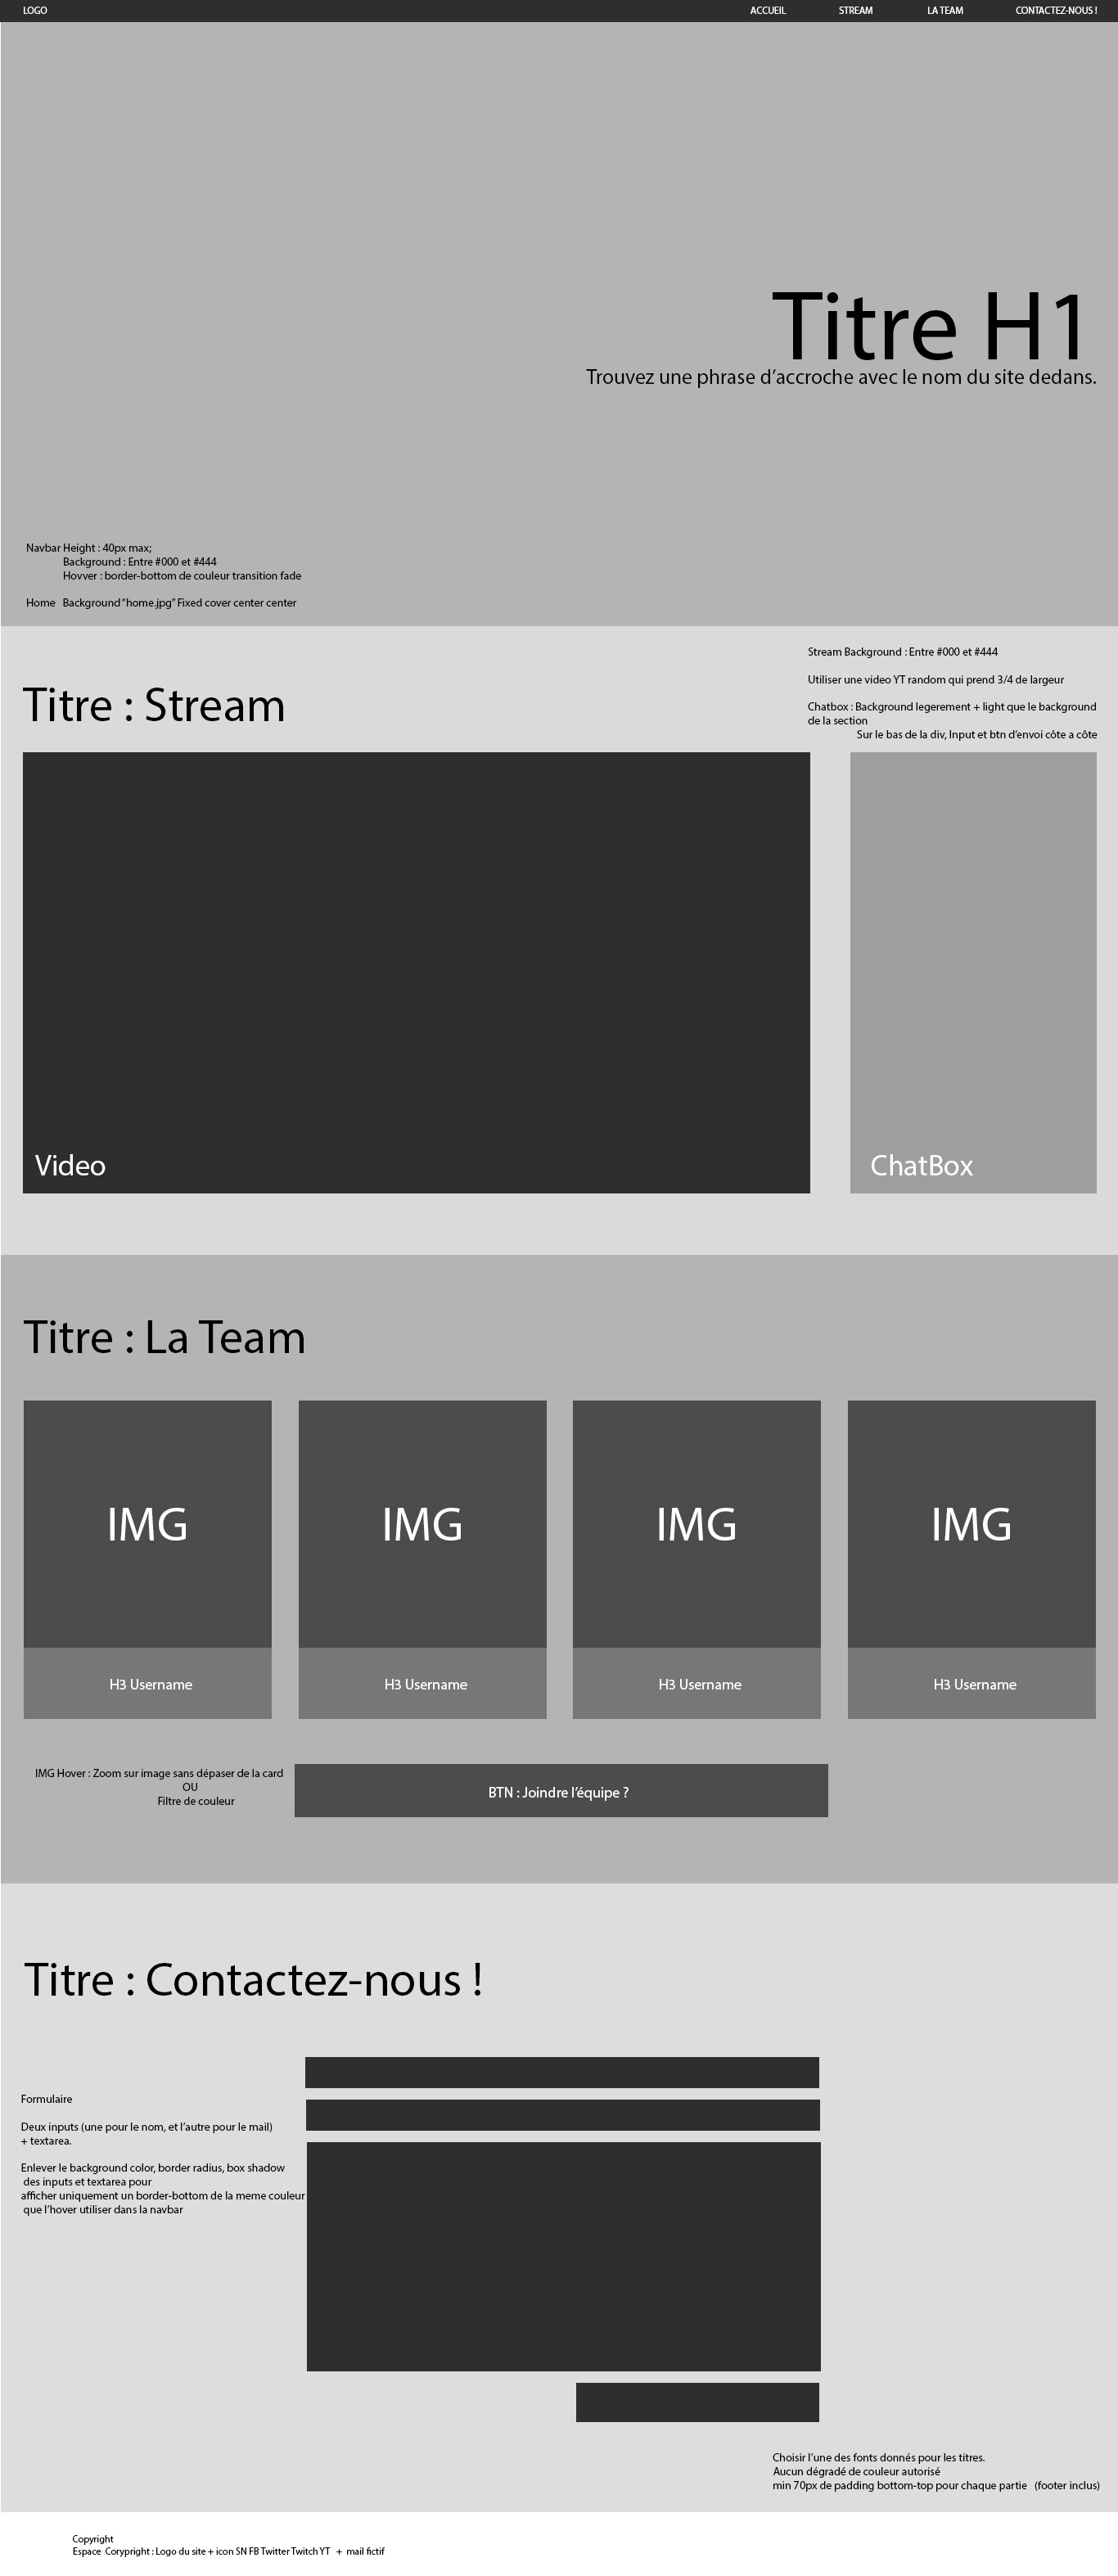 LOGO
ACCUEIL
STREAM
LA TEAM
CONTACTEZ-NOUS !
Titre H1
Trouvez une phrase d’accroche avec le nom du site dedans.
Navbar Height : 40px max;
Background : Entre #000 et #444
Hovver : border-bottom de couleur transition fade
Home Background “home.jpg” Fixed cover center center
Stream Background : Entre #000 et #444
Utiliser une video YT random qui prend 3/4 de largeur
Chatbox : Background legerement + light que le background
de la section
Sur le bas de la div, Input et btn d’envoi côte a côte
Titre : Stream
Video
ChatBox
Titre : La Team
IMG
IMG
IMG
IMG
H3 Username
H3 Username
H3 Username
H3 Username
IMG Hover : Zoom sur image sans dépaser de la card
OU
Filtre de couleur
BTN : Joindre l’équipe ?
Titre : Contactez-nous !
Formulaire
Deux inputs (une pour le nom, et l’autre pour le mail)
+ textarea.
Enlever le background color, border radius, box shadow
des inputs et textarea pour
afficher uniquement un border-bottom de la meme couleur
que l’hover utiliser dans la navbar
Choisir l’une des fonts donnés pour les titres.
Aucun dégradé de couleur autorisé
min 70px de padding bottom-top pour chaque partie (footer inclus)
Copyright
Espace Corypright : Logo du site + icon SN FB Twitter Twitch YT + mail fictif